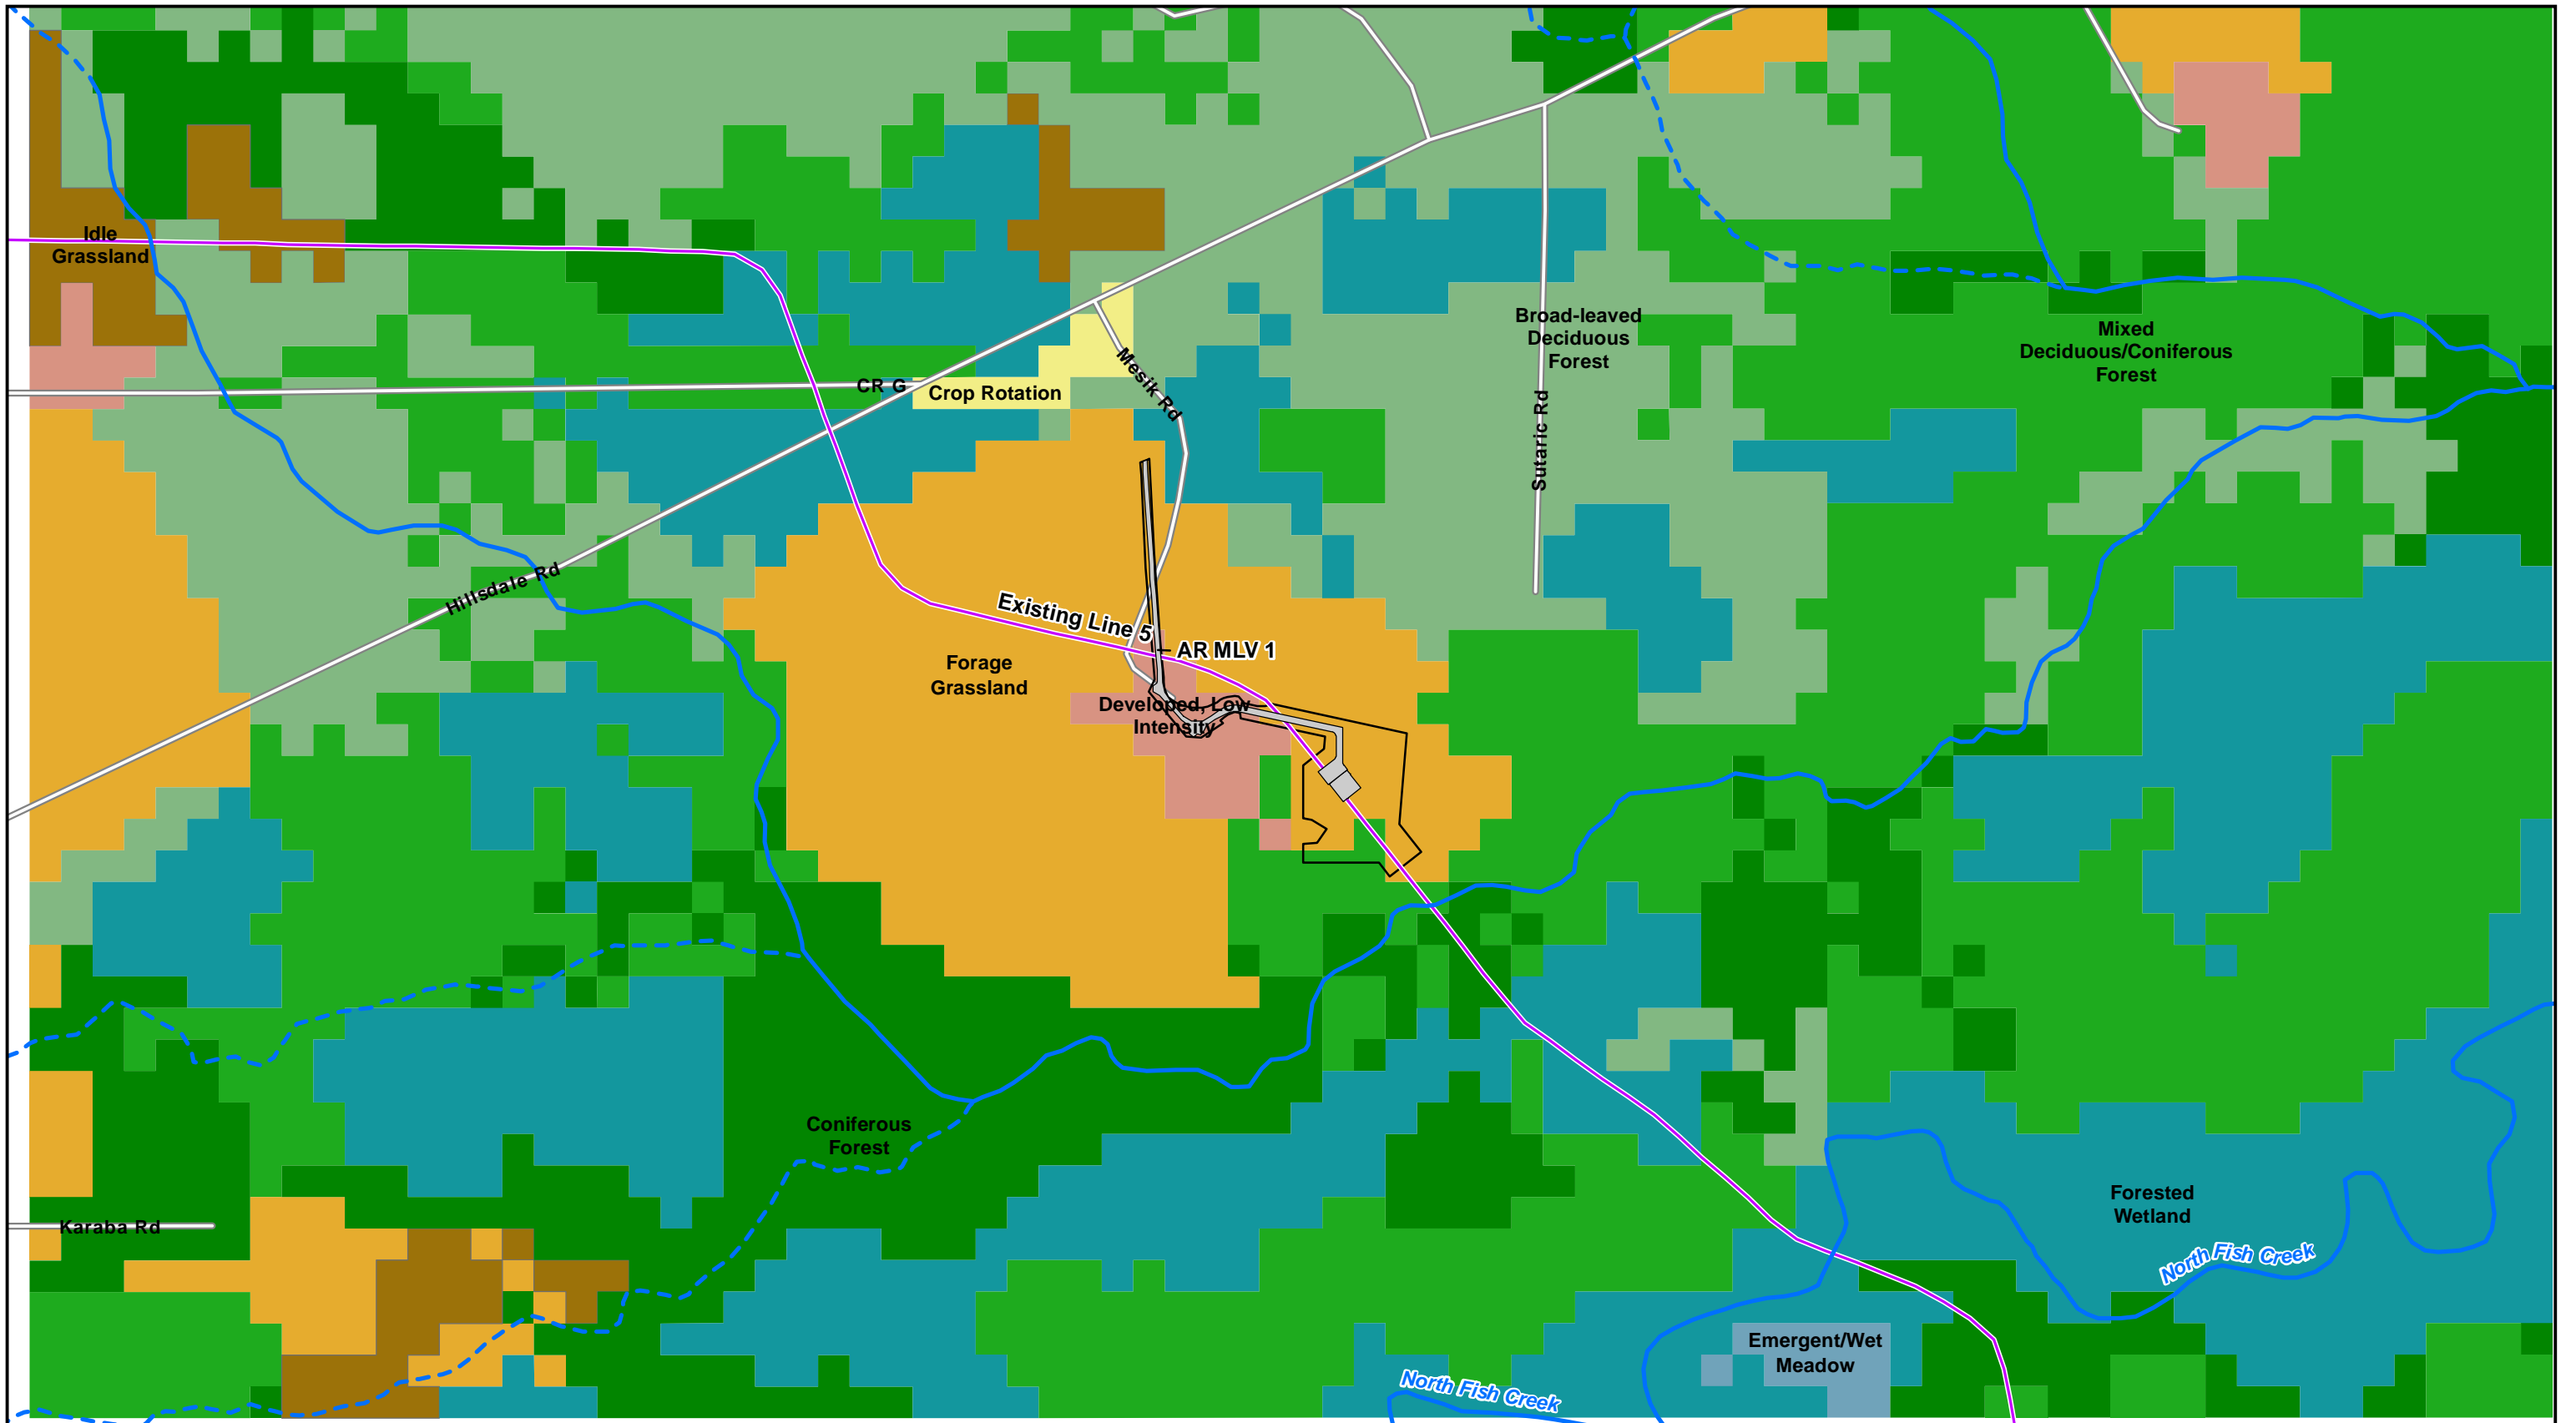 Idle
Grassland
Broad-leaved
Deciduous
Forest
Mixed
Deciduous/Coniferous
Forest
Mesik Rd
CR G
Crop Rotation
Sutaric Rd
Hillsdale Rd
Existing Line 5
AR MLV 1
Forage
Grassland
Developed, Low
Intensity
Coniferous
Forest
Forested
Wetland
Karaba Rd
North Fish Creek
Emergent/Wet
Meadow
North Fish Creek